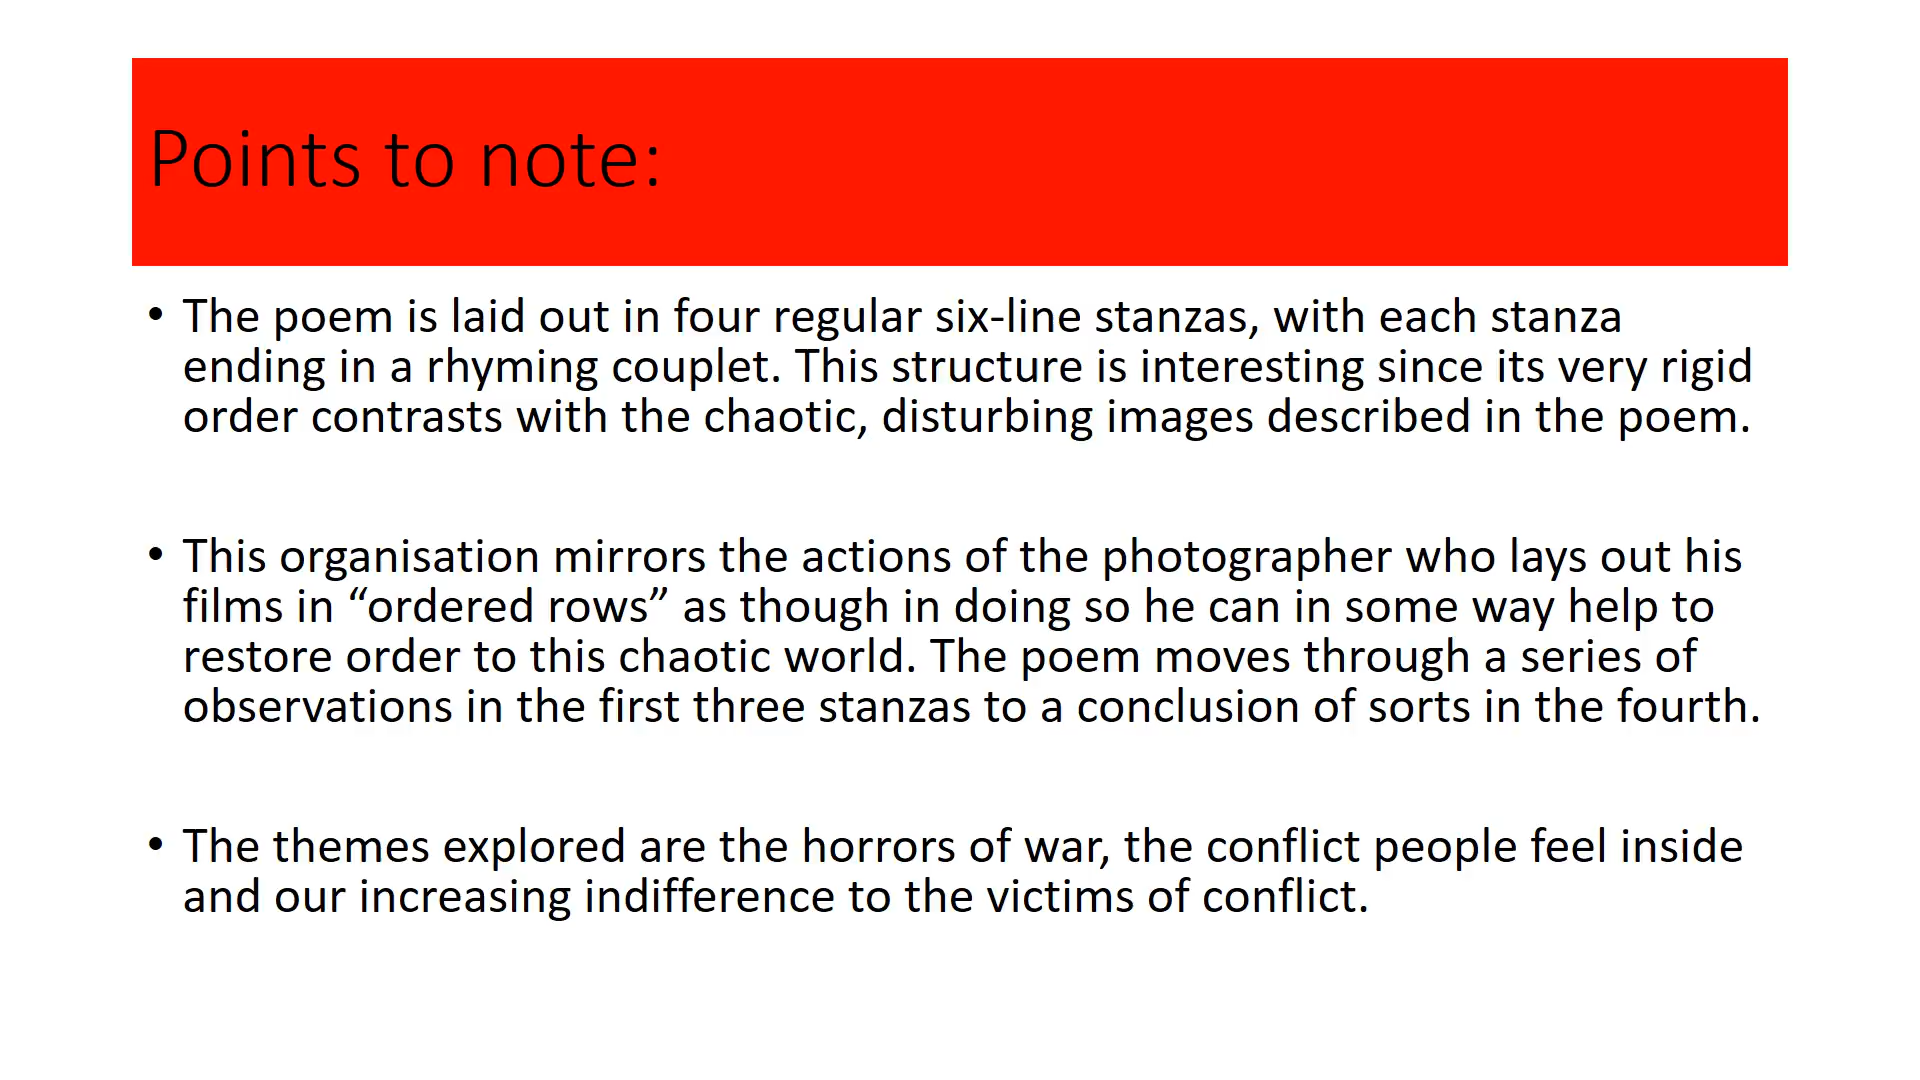 Points to note:
• The poem is laid out in four regular six-line stanzas, with each stanza
ending in a rhyming couplet. This structure is interesting since its very rigid
order contrasts with the chaotic, disturbing images described in the poem.
• This organisation mirrors the actions of the photographer who lays out his
films in “ordered rows” as though in doing so he can in some way help to
restore order to this chaotic world. The poem moves through a series of
observations in the first three stanzas to a conclusion of sorts in the fourth.
• The themes explored are the horrors of war, the conflict people feel inside
and our increasing indifference to the victims of conflict.